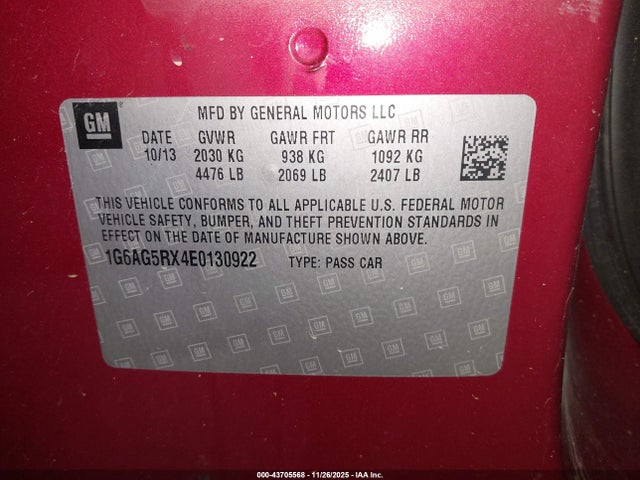 GM
MFD BY GENERAL MOTORS LLC
DATE GVWR GAWR FRT GAWR RR
10/13 2030 KG 938 KG 1092 KG
4476 LB 2069 LB 2407 LB
THIS VEHICLE CONFORMS TO ALL APPLICABLE U.S. FEDERAL MOTOR
VEHICLE SAFETY, BUMPER, AND THEFT PREVENTION STANDARDS IN
EFFECT ON THE DATE OF MANUFACTURE SHOWN ABOVE.
1G6AG5RX4E0130922 TYPE: PASS CAR
000-43705568 | 11/26/2025 | IAA Inc.